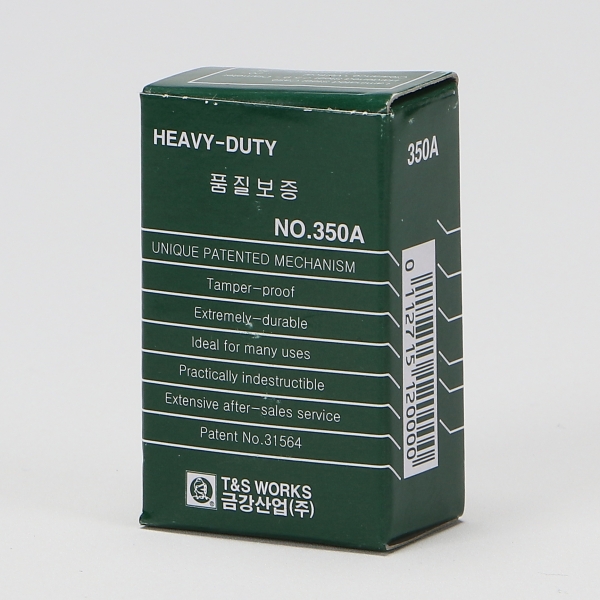 HEAVY-DUTY
품질보증
NO.350A
UNIQUE PATENTED MECHANISM
Tamper-proof
Extremely-durable
Ideal for many uses
Practically indestructible
Extensive after-sales service
Patent No.31564
T&S WORKS
금강산업(주)
350A
0 112715 120000